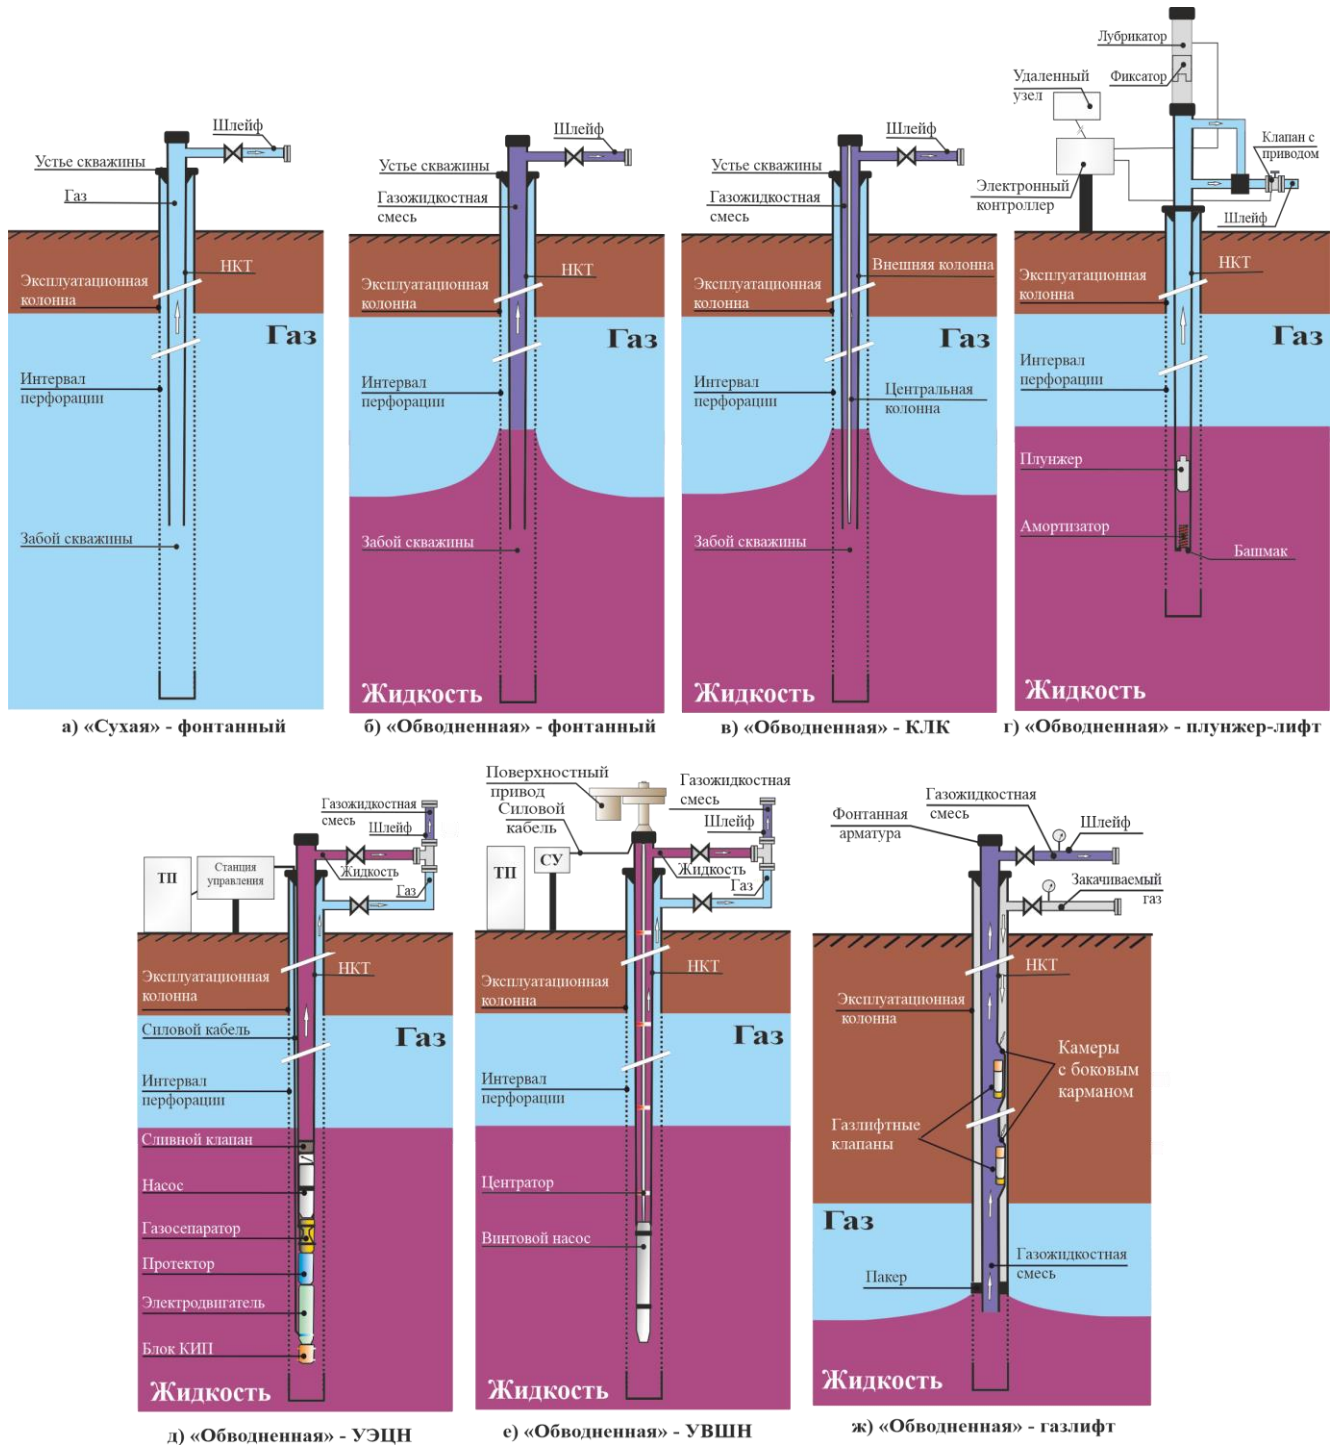 Шлейф
Устье скважины
Газ
НКТ
Эксплуатационная
колонна
Газ
Интервал
перфорации
Забой скважины
а) «Сухая» - фонтанный
Шлейф
Устье скважины
Газожидкостная
смесь
НКТ
Эксплуатационная
колонна
Газ
Интервал
перфорации
Забой скважины
Жидкость
б) «Обводненная» - фонтанный
Шлейф
Устье скважины
Газожидкостная
смесь
Внешняя колонна
Эксплуатационная
колонна
Газ
Интервал
перфорации
Центральная
колонна
Забой скважины
Жидкость
в) «Обводненная» - КЛК
Лубрикатор
Фиксатор
Удаленный
узел
Клапан с
приводом
Электронный
контроллер
Шлейф
НКТ
Эксплуатационная
колонна
Газ
Интервал
перфорации
Плунжер
Амортизатор
Башмак
Жидкость
г) «Обводненная» - плунжер-лифт
Газожидкостная
смесь
Шлейф
ТП
Станция
управления
Жидкость
Газ
НКТ
Эксплуатационная
колонна
Силовой кабель
Газ
Интервал
перфорации
Сливной клапан
Насос
Газосепаратор
Протектор
Электродвигатель
Блок КИП
Жидкость
д) «Обводненная» - УЭЦН
Поверхностный
привод
Силовой
кабель
Газожидкостная
смесь
Шлейф
ТП
СУ
Жидкость
Газ
НКТ
Эксплуатационная
колонна
Газ
Интервал
перфорации
Центратор
Винтовой насос
Жидкость
е) «Обводненная» - УВШН
Газожидкостная
смесь
Фонтанная
арматура
Шлейф
Закачиваемый
газ
НКТ
Эксплуатационная
колонна
Камеры
с боковым
карманом
Газлифтные
клапаны
Газ
Газожидкостная
смесь
Пакер
Жидкость
ж) «Обводненная» - газлифт